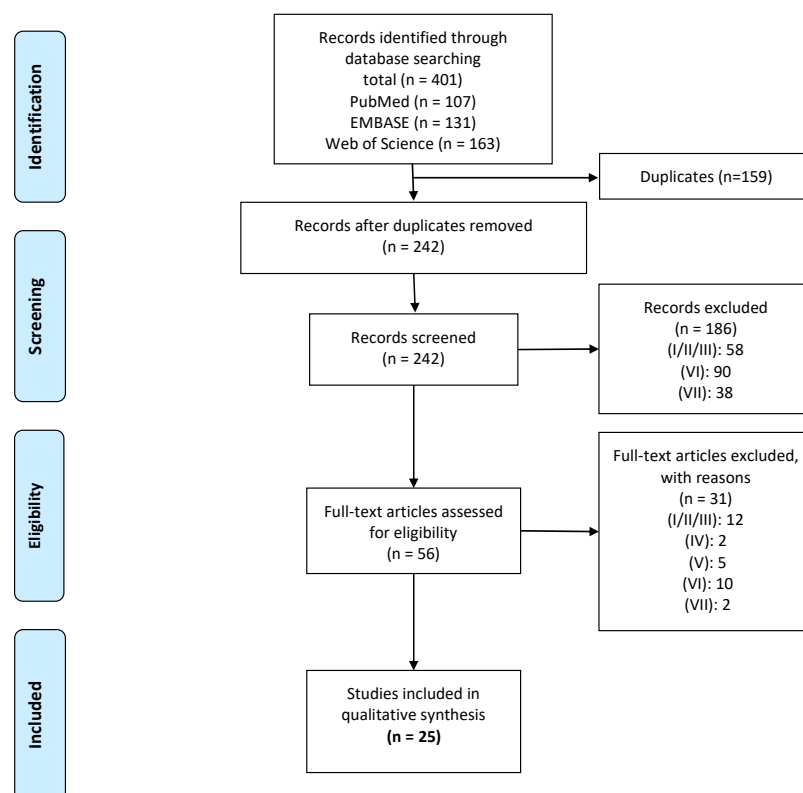 Identification
Records identified through
database searching
total (n = 401)
PubMed (n = 107)
EMBASE (n = 131)
Web of Science (n = 163)
Duplicates (n=159)
Records after duplicates removed
(n = 242)
Screening
Records screened
(n = 242)
Records excluded
(n = 186)
(I/II/III): 58
(VI): 90
(VII): 38
Eligibility
Full-text articles assessed
for eligibility
(n = 56)
Full-text articles excluded,
with reasons
(n = 31)
(I/II/III): 12
(IV): 2
(V): 5
(VI): 10
(VII): 2
Included
Studies included in
qualitative synthesis
(n = 25)